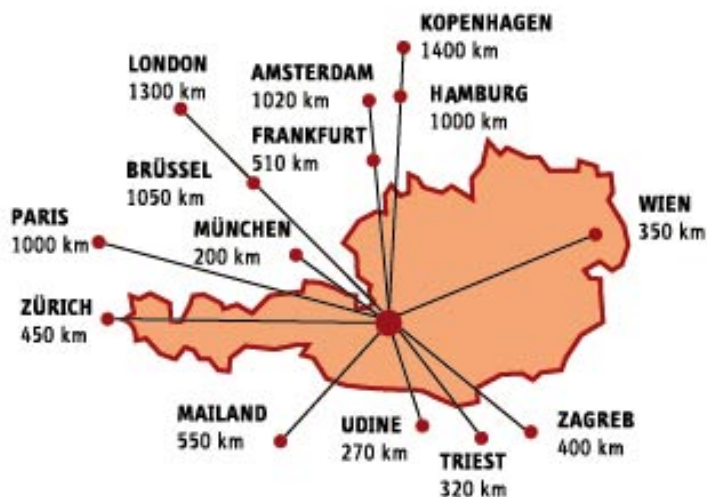 KOPENHAGEN
1400 km
LONDON
1300 km
AMSTERDAM
1020 km
HAMBURG
1000 km
FRANKFURT
510 km
BRÜSSEL
1050 km
PARIS
1000 km
MÜNCHEN
200 km
WIEN
350 km
ZÜRICH
450 km
MAILAND
550 km
UDINE
270 km
TRIEST
320 km
ZAGREB
400 km